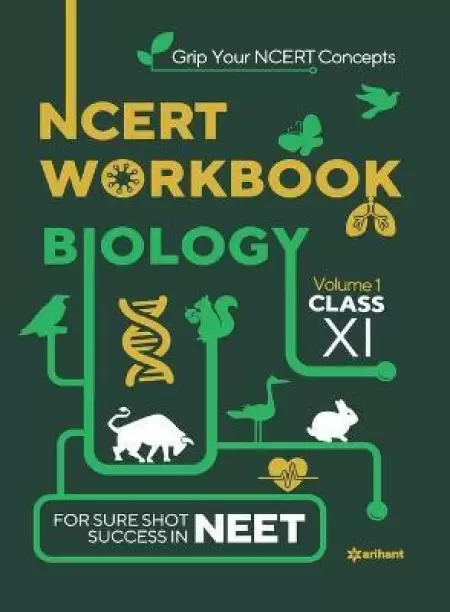 Grip Your NCERT Concepts
NCERT
WORKBOOK
BIOLOGY
Volume 1
CLASS
XI
FOR SURE SHOT
SUCCESS IN NEET
arihant